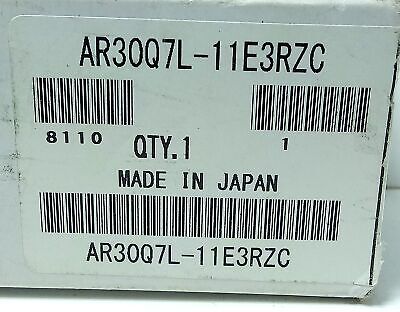 AR30Q7L-11E3RZC
8110 QTY.1 1
MADE IN JAPAN
AR30Q7L-11E3RZC